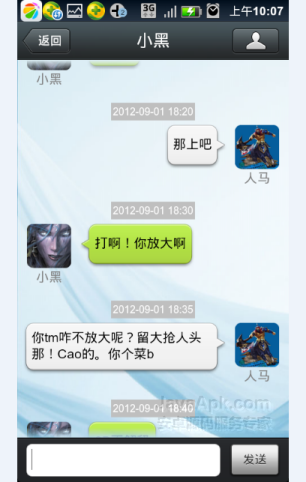 3G
上午10:07
返回
小黑
小黑
2012-09-01 18:20
那上吧
人马
2012-09-01 18:30
打啊！你放大啊
小黑
2012-09-01 18:35
你tm咋不放大呢？留大抢人头
那！Cao的。你个菜b
人马
2012-09-01 18:40
JavaApk.com
安卓源码服务专家
发送